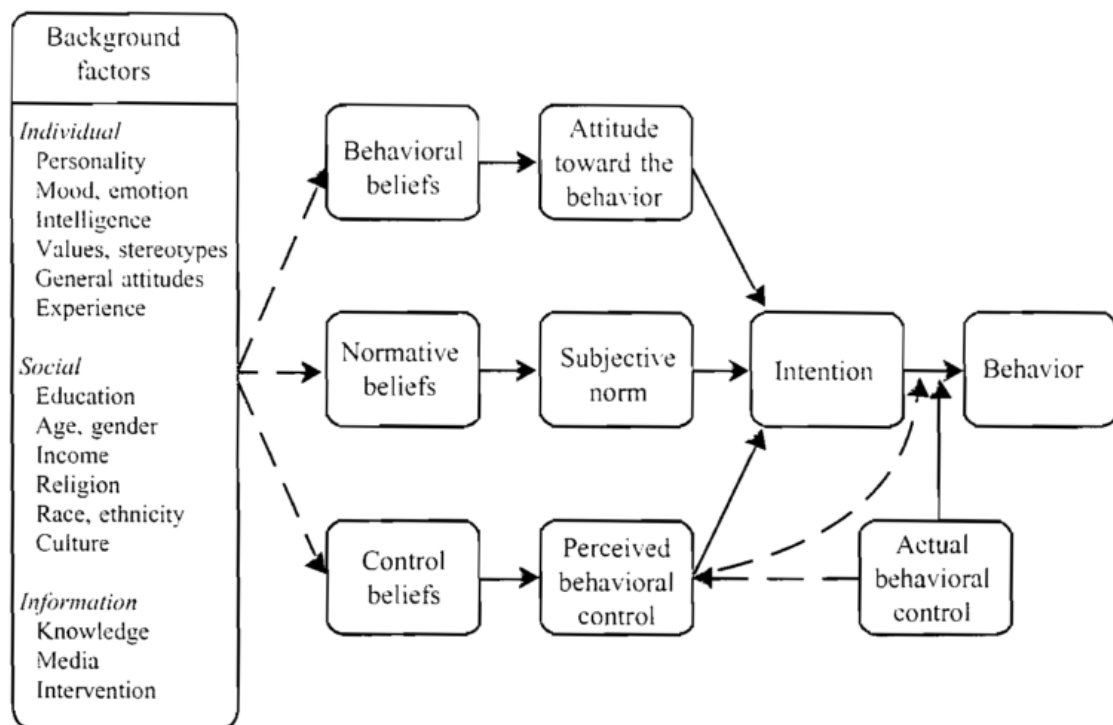 Background
factors
Individual
Personality
Mood, emotion
Intelligence
Values, stereotypes
General attitudes
Experience
Social
Education
Age, gender
Income
Religion
Race, ethnicity
Culture
Information
Knowledge
Media
Intervention
Behavioral
beliefs
Attitude
toward the
behavior
Normative
beliefs
Subjective
norm
Intention
Behavior
Control
beliefs
Perceived
behavioral
control
Actual
behavioral
control